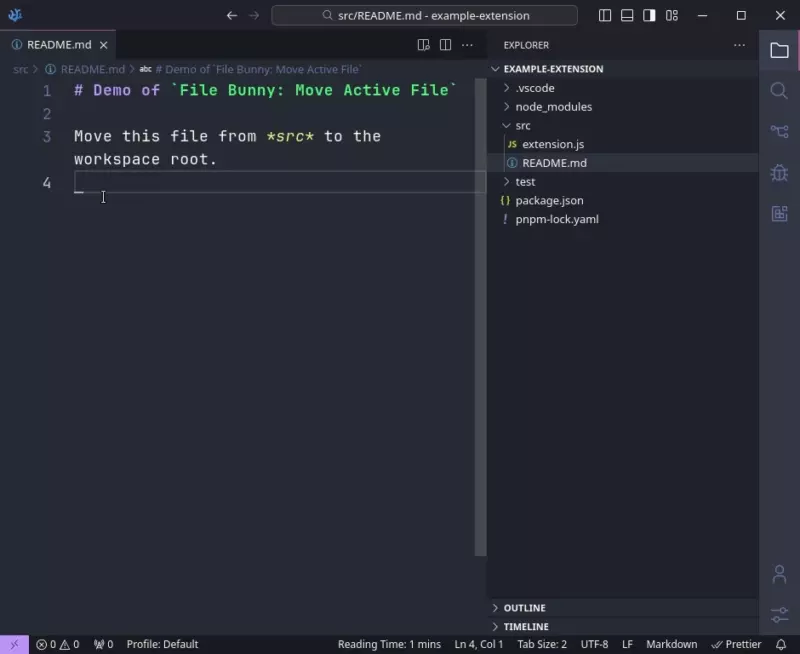 src/README.md - example-extension
README.md
src > README.md > abc # Demo of `File Bunny: Move Active File`
1 # Demo of `File Bunny: Move Active File`
2
3 Move this file from *src* to the
workspace root.
4
EXPLORER
EXAMPLE-EXTENSION
.vscode
node_modules
src
JS extension.js
README.md
test
{} package.json
! pnpm-lock.yaml
OUTLINE
TIMELINE
0 0 0 Profile: Default Reading Time: 1 mins Ln 4, Col 1 Tab Size: 2 UTF-8 LF Markdown Prettier